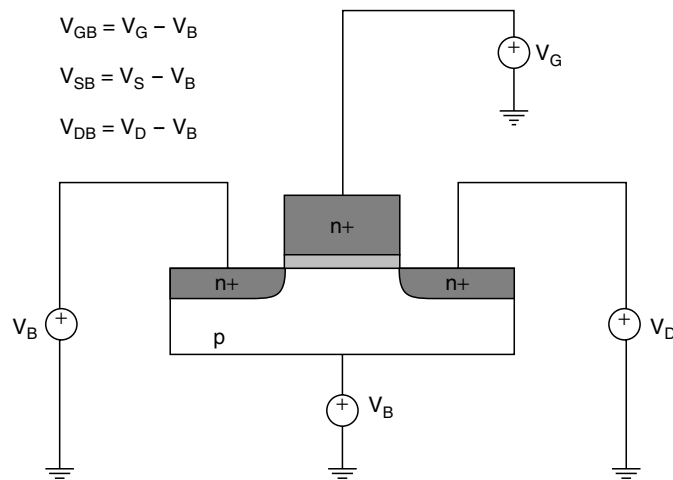 V_GB = V_G – V_B
V_SB = V_S – V_B
V_DB = V_D – V_B
V_G
n+
n+
n+
p
V_B
V_D
V_B
+
+
+
+